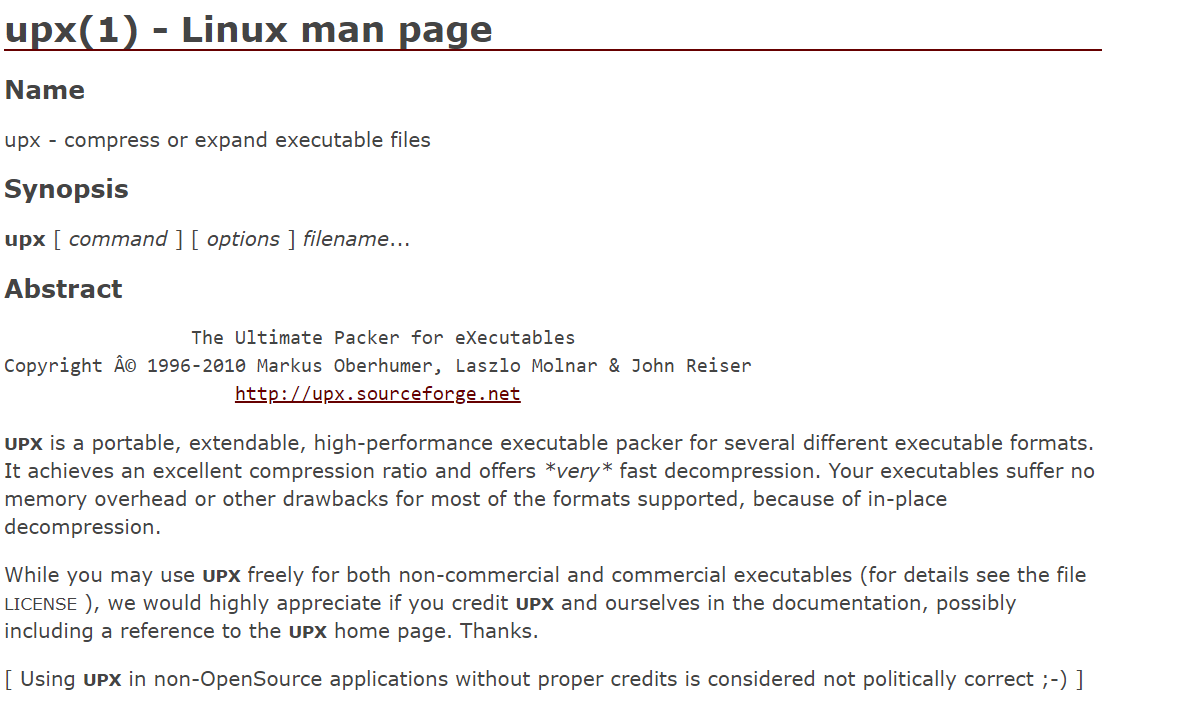 upx(1) - Linux man page
Name
upx - compress or expand executable files
Synopsis
upx [ command ] [ options ] filename...
Abstract
The Ultimate Packer for eXecutables
Copyright Â© 1996-2010 Markus Oberhumer, Laszlo Molnar & John Reiser
http://upx.sourceforge.net
UPX is a portable, extendable, high-performance executable packer for several different executable formats.
It achieves an excellent compression ratio and offers *very* fast decompression. Your executables suffer no
memory overhead or other drawbacks for most of the formats supported, because of in-place
decompression.
While you may use UPX freely for both non-commercial and commercial executables (for details see the file
LICENSE ), we would highly appreciate if you credit UPX and ourselves in the documentation, possibly
including a reference to the UPX home page. Thanks.
[ Using UPX in non-OpenSource applications without proper credits is considered not politically correct ;-) ]